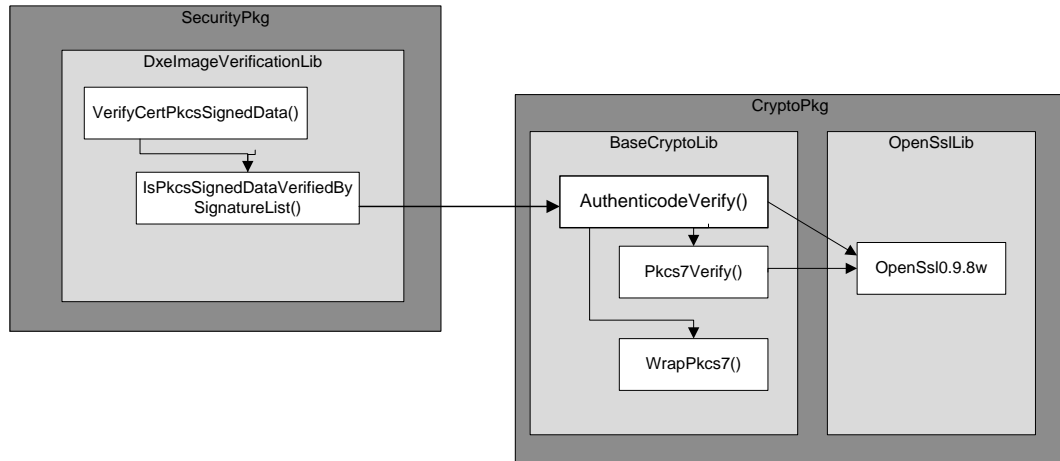 SecurityPkg
DxeImageVerificationLib
VerifyCertPkcsSignedData()
IsPkcsSignedDataVerifiedBy
SignatureList()
CryptoPkg
BaseCryptoLib
AuthenticodeVerify()
Pkcs7Verify()
WrapPkcs7()
OpenSslLib
OpenSsl0.9.8w